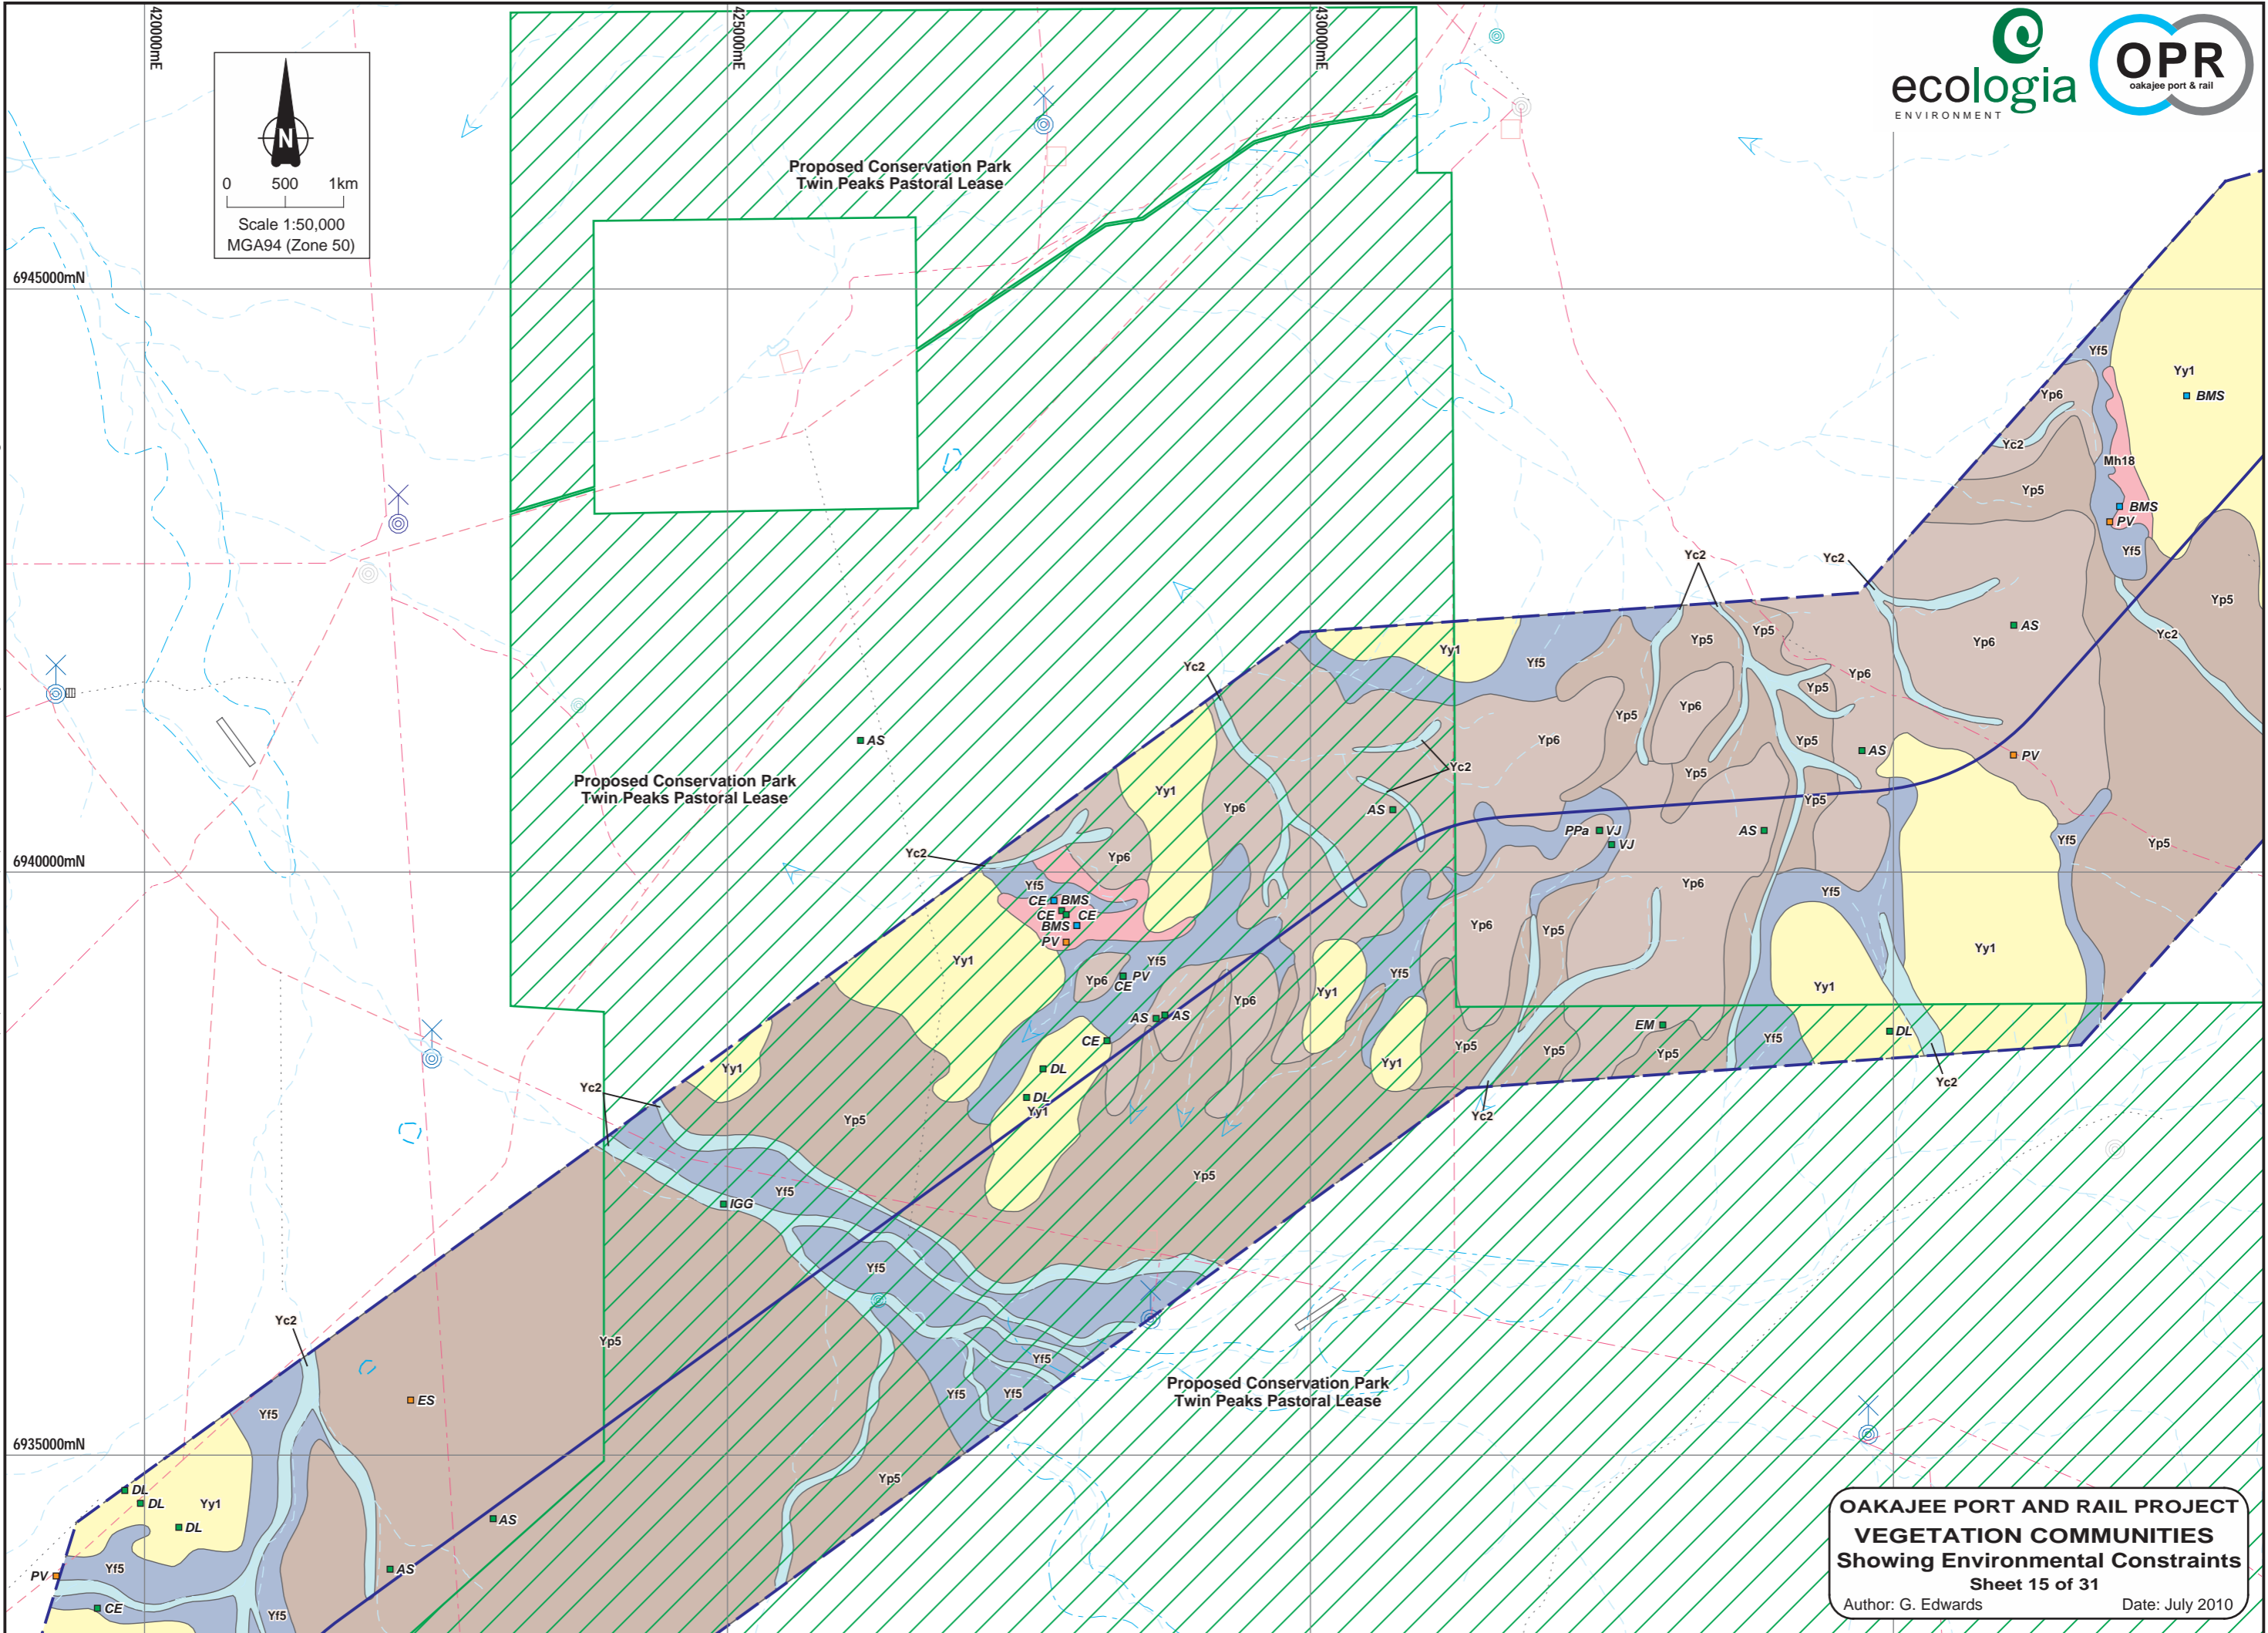 420000mE
425000mE
430000mE
ecologia
ENVIRONMENT
OPR
oakajee port & rail
N
0 500 1km
Scale 1:50,000
MGA94 (Zone 50)
Proposed Conservation Park
Twin Peaks Pastoral Lease
6945000mN
Yf5
Yy1
BMS
Yp6
Yc2
Mh18
Yp5
BMS
PV
Yf5
Yc2
Yc2
Yp5
Yp5
Yp5
AS
Yc2
Yy1
Yf5
Yp6
Yp6
Yc2
Yp5
Yp6
Yp5
Yp6
Yp5
AS
Proposed Conservation Park
Twin Peaks Pastoral Lease
Yp5
AS
PV
Yc2
Yp5
Yy1
Yp6
AS
Yp5
PPa VJ
VJ
AS
Yf5
Yp5
6940000mN
Yc2
Yp6
Yf5
CE BMS
CE CE
BMS
PV
Yp6
Yf5
Yp6
Yp5
Yy1
Yy1
Yf5
PV
CE
Yp6
Yp6
Yf5
Yy1
Yy1
AS AS
EM
DL
CE
Yp5
Yp5
Yp5
Yf5
Yy1
DL
Yy1
Yc2
Yc2
DL
Yy1
Yc2
Yp5
Yp5
Yf5
IGG
Yf5
Yc2
Yp5
Yf5
Proposed Conservation Park
Twin Peaks Pastoral Lease
Yf5
Yf5
ES
Yf5
6935000mN
Yp5
DL
DL
Yy1
DL
AS
Yf5
AS
PV
CE
Yf5
OAKAJEE PORT AND RAIL PROJECT
VEGETATION COMMUNITIES
Showing Environmental Constraints
Sheet 15 of 31
Author: G. Edwards Date: July 2010